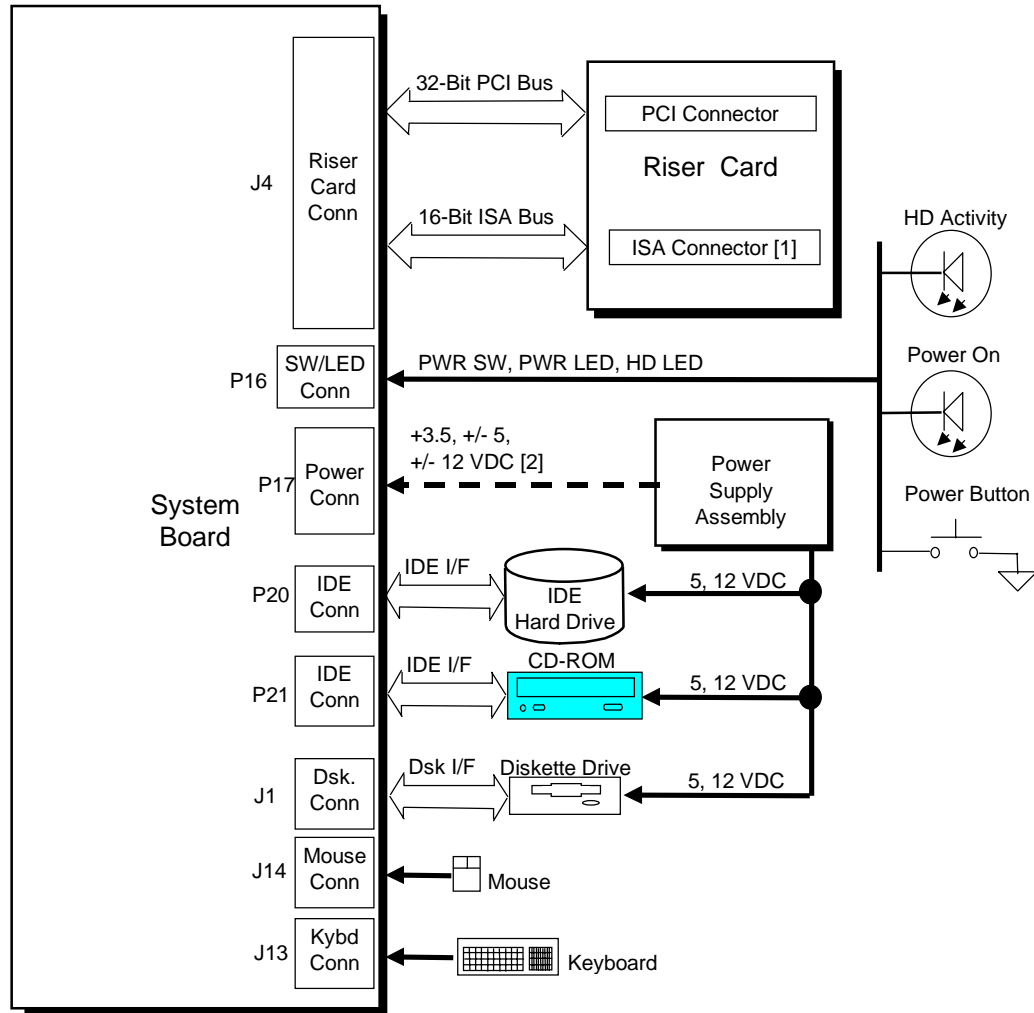 32-Bit PCI Bus
PCI Connector
Riser Card
J4
Riser
Card
Conn
16-Bit ISA Bus
ISA Connector [1]
HD Activity
P16
SW/LED
Conn
PWR SW, PWR LED, HD LED
Power On
P17
Power
Conn
+3.5, +/- 5,
+/- 12 VDC [2]
Power
Supply
Assembly
Power Button
System
Board
P20
IDE
Conn
IDE I/F
IDE
Hard Drive
5, 12 VDC
P21
IDE
Conn
IDE I/F
CD-ROM
5, 12 VDC
J1
Dsk.
Conn
Dsk I/F
Diskette Drive
5, 12 VDC
J14
Mouse
Conn
Mouse
J13
Kybd
Conn
Keyboard